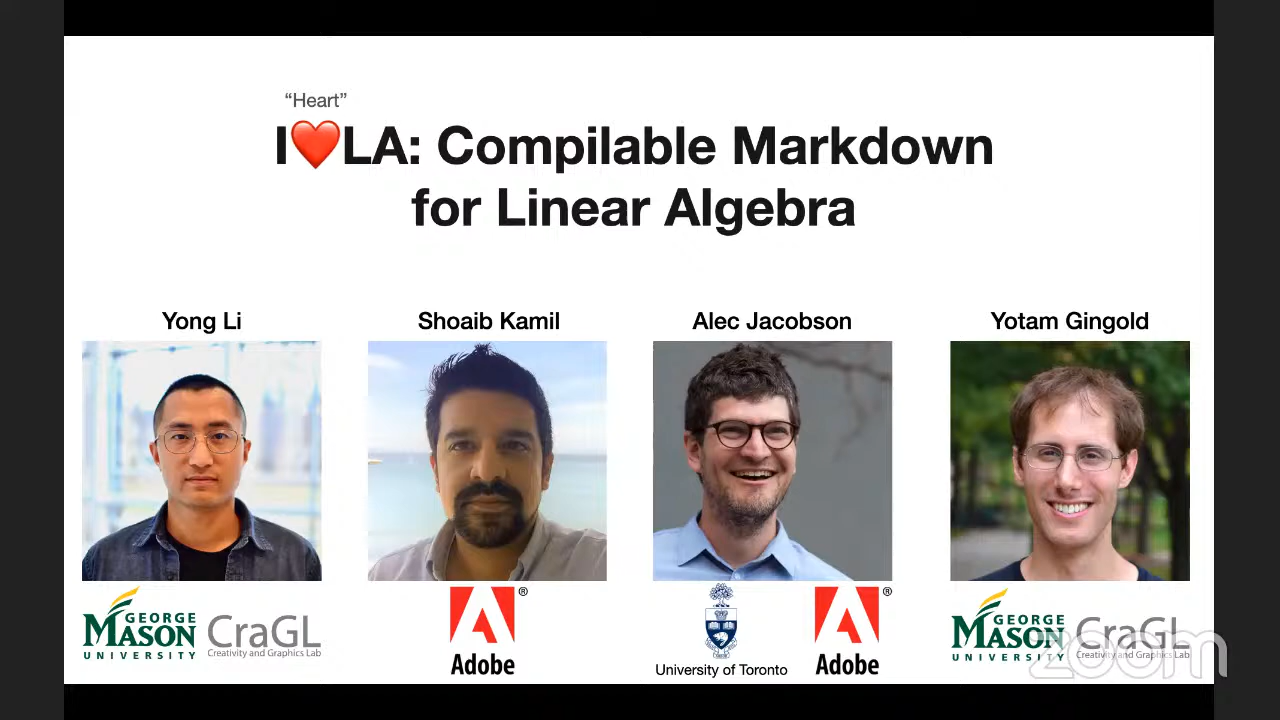 “Heart”
I❤️LA: Compilable Markdown
for Linear Algebra
Yong Li
Shoaib Kamil
Alec Jacobson
Yotam Gingold
GEORGE
MASON
UNIVERSITY
CraGL
Creativity and Graphics Lab
Adobe
University of Toronto
Adobe
GEORGE
MASON
UNIVERSITY
CraGL
Creativity and Graphics Lab
zoom